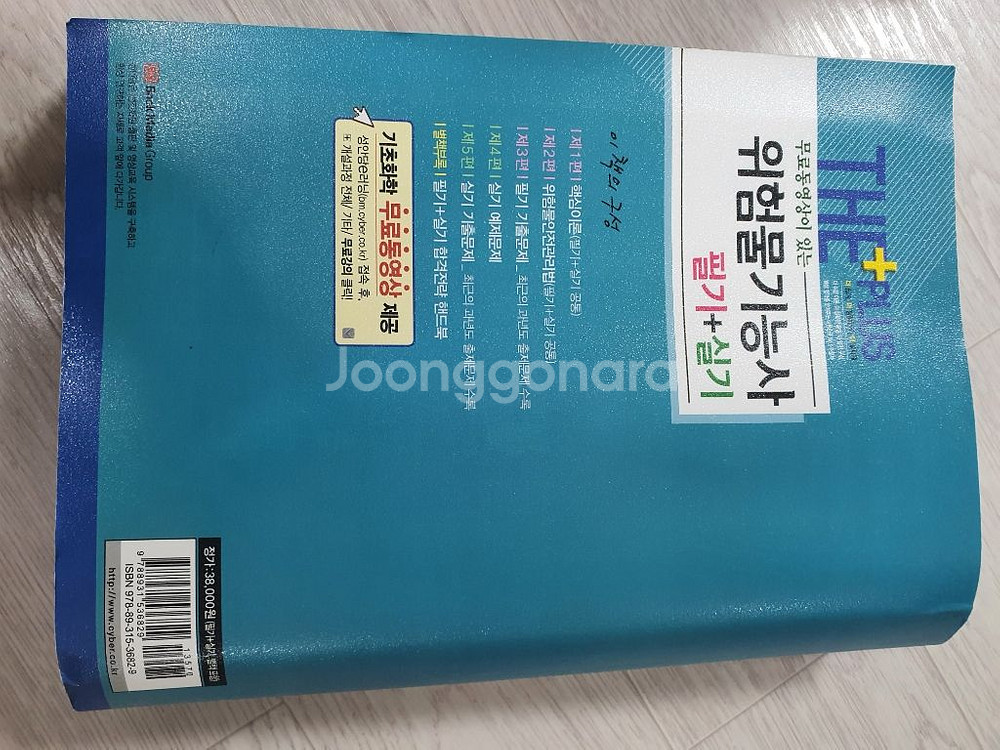 THE+PLUS
무료동영상이 있는
위험물기능사
필기+실기
이 책의 구성
| 제1편 | 핵심이론(필기+실기 공통)
| 제2편 | 위험물안전관리법(필기+실기 공통)
| 제3편 | 필기 기출문제_최근의 과년도 출제문제 수록
| 제4편 | 실기 예제문제
| 제5편 | 실기 기출문제_최근의 과년도 출제문제 수록
| 별책부록 | 필기+실기 합격전략 핸드북
기초화학 무료동영상 제공
성안당e러닝(bm.cyber.co.kr) 접속 후,
개설과정 전체/ 기타/ 무료강의 클릭!
Book Media Group
정가:38,000원
9 788931 536829
13570
ISBN 978-89-315-3682-9
http://www.cyber.co.kr
Joonggonara